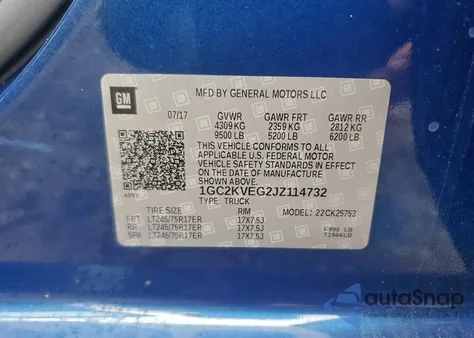 GM
MFD BY GENERAL MOTORS LLC
07/17 GVWR GAWR FRT GAWR RR
4309 KG 2359 KG 2812 KG
9500 LB 5200 LB 6200 LB
THIS VEHICLE CONFORMS TO ALL
APPLICABLE U.S. FEDERAL MOTOR
VEHICLE SAFETY STANDARDS IN EFFECT
ON THE DATE OF MANUFACTURE
SHOWN ABOVE.
1GC2KVEG2JZ114732
TYPE: TRUCK
TIRE SIZE RIM MODEL: 22CK25753
FRT LT245/75R17ER 17X7.5J
RR LT245/75R17ER 17X7.5J
SPA LT245/75R17ER 17X7.5J
autoSnap